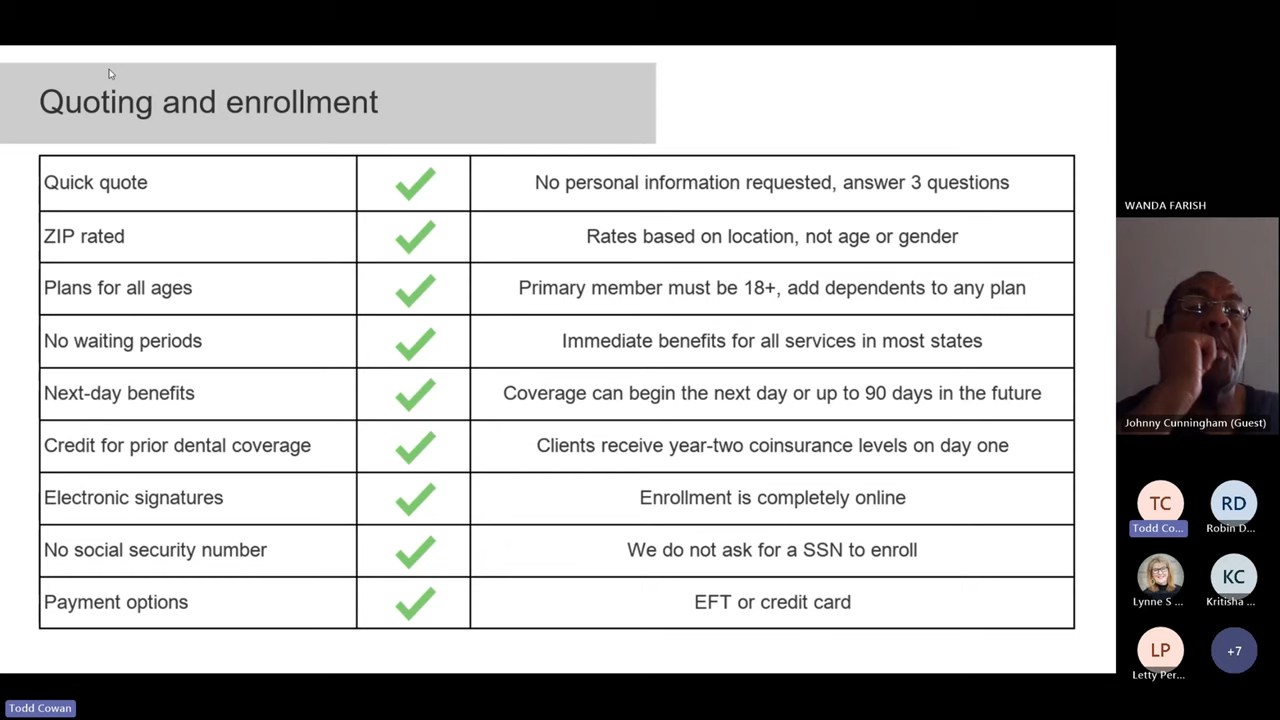 Quoting and enrollment
Quick quote No personal information requested, answer 3 questions
ZIP rated Rates based on location, not age or gender
Plans for all ages Primary member must be 18+, add dependents to any plan
No waiting periods Immediate benefits for all services in most states
Next-day benefits Coverage can begin the next day or up to 90 days in the future
Credit for prior dental coverage Clients receive year-two coinsurance levels on day one
Electronic signatures Enrollment is completely online
No social security number We do not ask for a SSN to enroll
Payment options EFT or credit card
WANDA FARISH
Johnny Cunningham (Guest)
TC RD
Todd Co... Robin D...
KC
Lynne S ... Kritisha ...
LP +7
Letty Per...
Todd Cowan